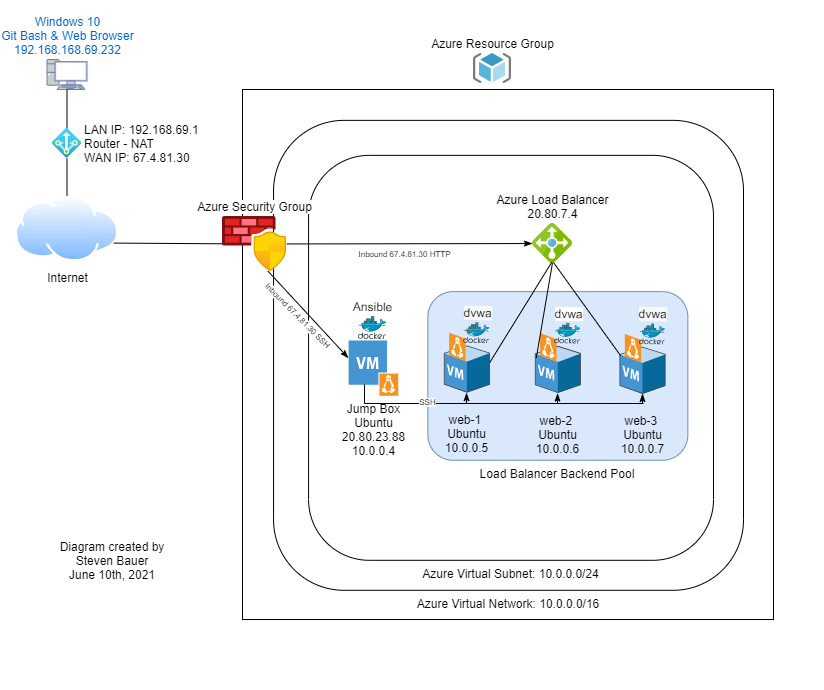 Windows 10
Git Bash & Web Browser
192.168.168.69.232
LAN IP: 192.168.69.1
Router - NAT
WAN IP: 67.4.81.30
Internet
Azure Resource Group
Azure Security Group
Azure Load Balancer
20.80.7.4
Inbound 67.4.81.30 HTTP
Inbound 67.4.81.30 SSH
Ansible
docker
VM
Jump Box
Ubuntu
20.80.23.88
10.0.0.4
SSH
dvwa
docker
VM
web-1
Ubuntu
10.0.0.5
dvwa
docker
VM
web-2
Ubuntu
10.0.0.6
dvwa
docker
VM
web-3
Ubuntu
10.0.0.7
Load Balancer Backend Pool
Diagram created by
Steven Bauer
June 10th, 2021
Azure Virtual Subnet: 10.0.0.0/24
Azure Virtual Network: 10.0.0.0/16